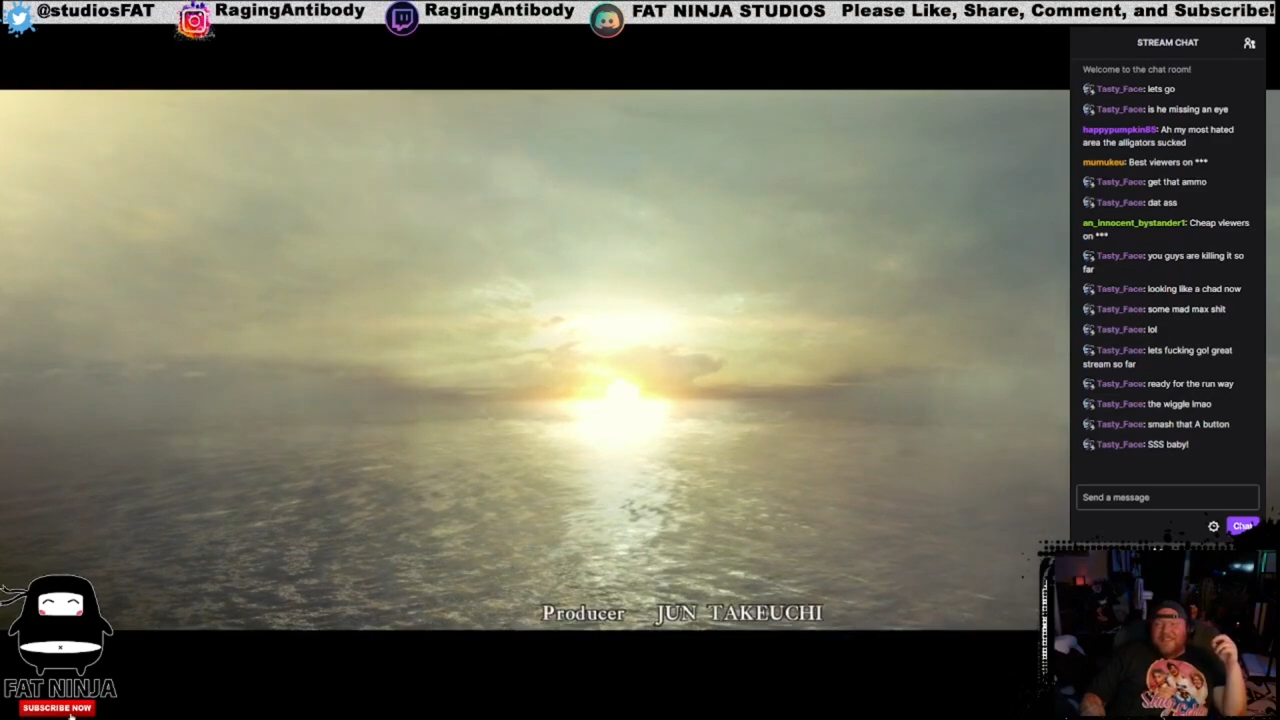 @studiosFAT
RagingAntibody
RagingAntibody
FAT NINJA STUDIOS
Please Like, Share, Comment, and Subscribe!
STREAM CHAT
Welcome to the chat room!
Tasty_Face: lets go
Tasty_Face: is he missing an eye
happypumpkin85: Ah my most hated
area the alligators sucked
mumukeu: Best viewers on ***
Tasty_Face: get that ammo
Tasty_Face: dat ass
an_innocent_bystander1: Cheap viewers
on ***
Tasty_Face: you guys are killing it so
far
Tasty_Face: looking like a chad now
Tasty_Face: some mad max shit
Tasty_Face: lol
Tasty_Face: lets fucking go! great
stream so far
Tasty_Face: ready for the run way
Tasty_Face: the wiggle lmao
Tasty_Face: smash that A button
Tasty_Face: SSS baby!
Send a message
Chat
Producer JUN TAKEUCHI
FAT NINJA
SUBSCRIBE NOW